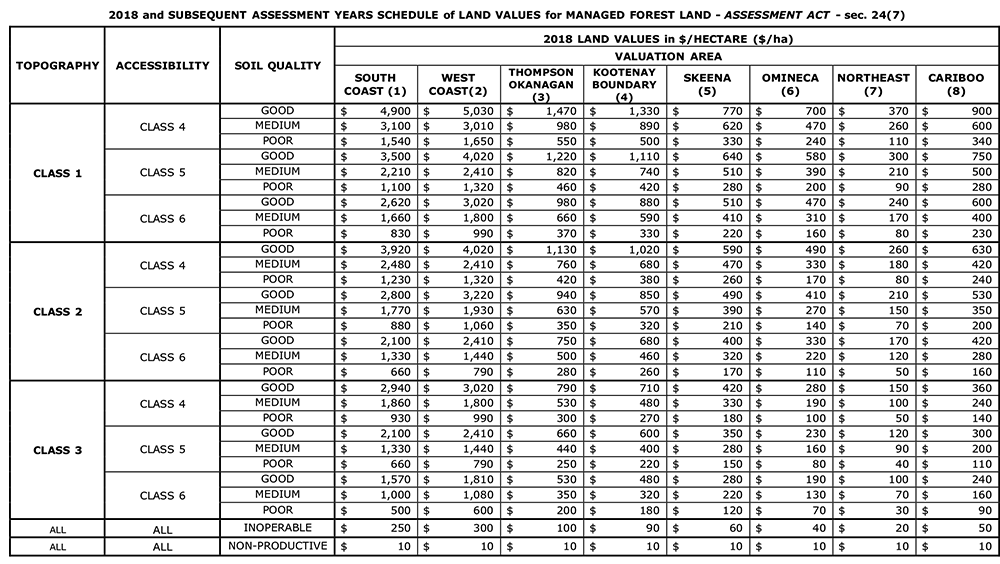 2018 and SUBSEQUENT ASSESSMENT YEARS SCHEDULE of LAND VALUES for MANAGED FOREST LAND - ASSESSMENT ACT - sec. 24(7)
2018 LAND VALUES in $/HECTARE ($/ha)
VALUATION AREA
TOPOGRAPHY ACCESSIBILITY SOIL QUALITY SOUTH COAST (1) WEST COAST(2) THOMPSON OKANAGAN (3) KOOTENAY BOUNDARY (4) SKEENA (5) OMINECA (6) NORTHEAST (7) CARIBOO (8)
CLASS 1
CLASS 4
GOOD $ 4,900 $ 5,030 $ 1,470 $ 1,330 $ 770 $ 700 $ 370 $ 900
MEDIUM $ 3,100 $ 3,010 $ 980 $ 890 $ 620 $ 470 $ 260 $ 600
POOR $ 1,540 $ 1,650 $ 550 $ 500 $ 330 $ 240 $ 110 $ 340
CLASS 5
GOOD $ 3,500 $ 4,020 $ 1,220 $ 1,110 $ 640 $ 580 $ 300 $ 750
MEDIUM $ 2,210 $ 2,410 $ 820 $ 740 $ 510 $ 390 $ 210 $ 500
POOR $ 1,100 $ 1,320 $ 460 $ 420 $ 280 $ 200 $ 90 $ 280
CLASS 6
GOOD $ 2,620 $ 3,020 $ 980 $ 880 $ 510 $ 470 $ 240 $ 600
MEDIUM $ 1,660 $ 1,800 $ 660 $ 590 $ 410 $ 310 $ 170 $ 400
POOR $ 830 $ 990 $ 370 $ 330 $ 220 $ 160 $ 80 $ 230
CLASS 2
CLASS 4
GOOD $ 3,920 $ 4,020 $ 1,130 $ 1,020 $ 590 $ 490 $ 260 $ 630
MEDIUM $ 2,480 $ 2,410 $ 760 $ 680 $ 470 $ 330 $ 180 $ 420
POOR $ 1,230 $ 1,320 $ 420 $ 380 $ 260 $ 170 $ 80 $ 240
CLASS 5
GOOD $ 2,800 $ 3,220 $ 940 $ 850 $ 490 $ 410 $ 210 $ 530
MEDIUM $ 1,770 $ 1,930 $ 630 $ 570 $ 390 $ 270 $ 150 $ 350
POOR $ 880 $ 1,060 $ 350 $ 320 $ 210 $ 140 $ 70 $ 200
CLASS 6
GOOD $ 2,100 $ 2,410 $ 750 $ 680 $ 400 $ 330 $ 170 $ 420
MEDIUM $ 1,330 $ 1,440 $ 500 $ 460 $ 320 $ 220 $ 120 $ 280
POOR $ 660 $ 790 $ 280 $ 260 $ 170 $ 110 $ 50 $ 160
CLASS 3
CLASS 4
GOOD $ 2,940 $ 3,020 $ 790 $ 710 $ 420 $ 280 $ 150 $ 360
MEDIUM $ 1,860 $ 1,800 $ 530 $ 480 $ 330 $ 190 $ 100 $ 240
POOR $ 930 $ 990 $ 300 $ 270 $ 180 $ 100 $ 50 $ 140
CLASS 5
GOOD $ 2,100 $ 2,410 $ 660 $ 600 $ 350 $ 230 $ 120 $ 300
MEDIUM $ 1,330 $ 1,440 $ 440 $ 400 $ 280 $ 160 $ 90 $ 200
POOR $ 660 $ 790 $ 250 $ 220 $ 150 $ 80 $ 40 $ 110
CLASS 6
GOOD $ 1,570 $ 1,810 $ 530 $ 480 $ 280 $ 190 $ 100 $ 240
MEDIUM $ 1,000 $ 1,080 $ 350 $ 320 $ 220 $ 130 $ 70 $ 160
POOR $ 500 $ 600 $ 200 $ 180 $ 120 $ 70 $ 30 $ 90
ALL ALL INOPERABLE $ 250 $ 300 $ 100 $ 90 $ 60 $ 40 $ 20 $ 50
ALL ALL NON-PRODUCTIVE $ 10 $ 10 $ 10 $ 10 $ 10 $ 10 $ 10 $ 10